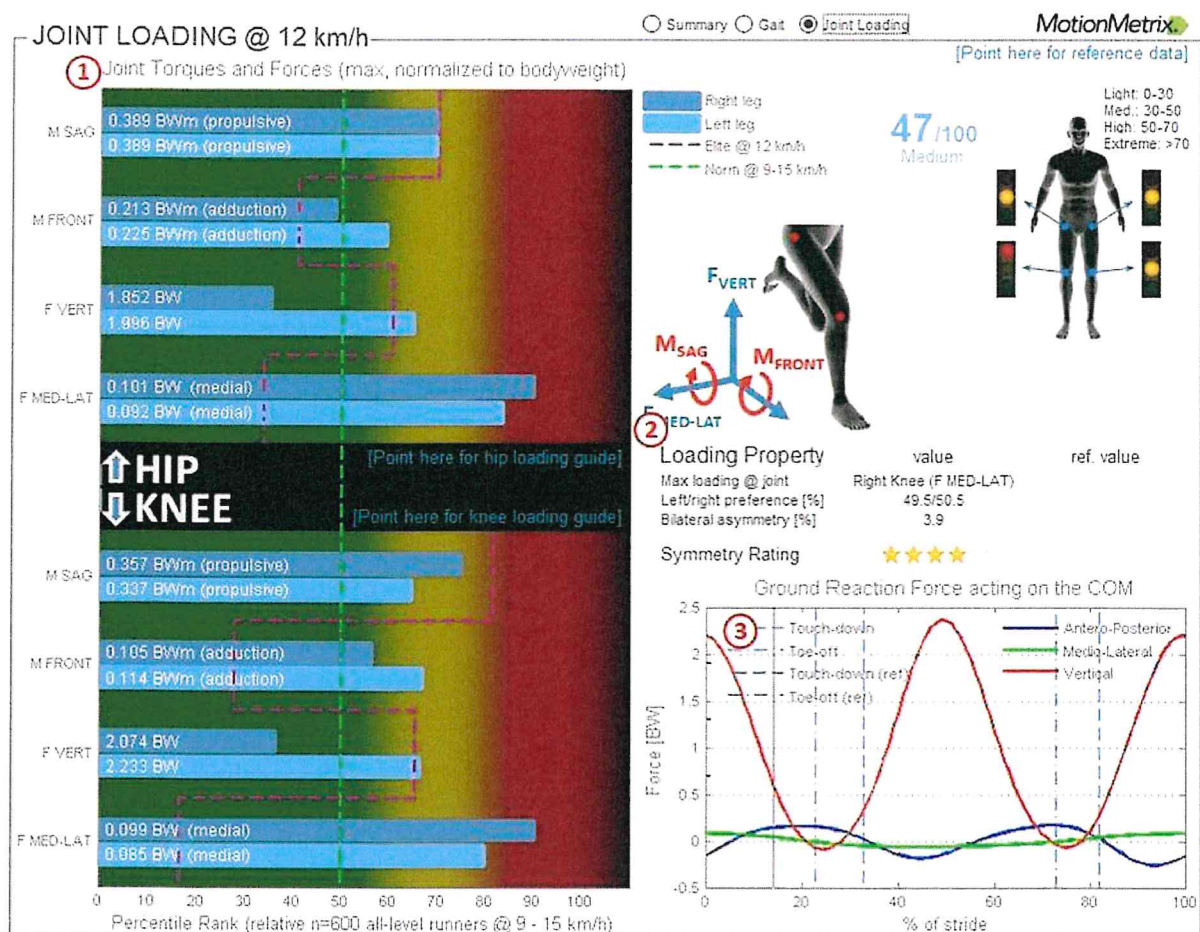 Summary Gait Joint Loading
MotionMetrix
JOINT LOADING @ 12 km/h
[Point here for reference data]
1 Joint Torques and Forces (max, normalized to bodyweight)
M SAG
0.389 BWm (propulsive)
0.389 BWm (propulsive)
M FRONT
0.213 BWm (adduction)
0.225 BWm (adduction)
F VERT
1.852 BW
1.996 BW
F MED-LAT
0.101 BW (medial)
0.092 BW (medial)
HIP
[Point here for hip loading guide]
KNEE
[Point here for knee loading guide]
M SAG
0.357 BWm (propulsive)
0.337 BWm (propulsive)
M FRONT
0.105 BWm (adduction)
0.114 BWm (adduction)
F VERT
2.074 BW
2.233 BW
F MED-LAT
0.099 BW (medial)
0.085 BW (medial)
0 10 20 30 40 50 60 70 80 90 100
Percentile Rank (relative n=600 all-level runners @ 9 - 15 km/h)
Right leg
Left leg
Elite @ 12 km/h
Norm @ 9-15 km/h
47/100
Medium
Light: 0-30
Med.: 30-50
High: 50-70
Extreme: >70
FVERT
MSAG
MFRONT
FMED-LAT
2
Loading Property value ref. value
Max loading @ joint Right Knee (F MED-LAT)
Left/right preference [%] 49.5/50.5
Bilateral asymmetry [%] 3.9
Symmetry Rating
Ground Reaction Force acting on the COM
3
Touch-down
Toe-off
Touch-down (ref)
Toe-off (ref)
Antero-Posterior
Medio-Lateral
Vertical
Force [BW]
2.5
2
1.5
1
0.5
0
-0.5
0 20 40 60 80 100
% of stride